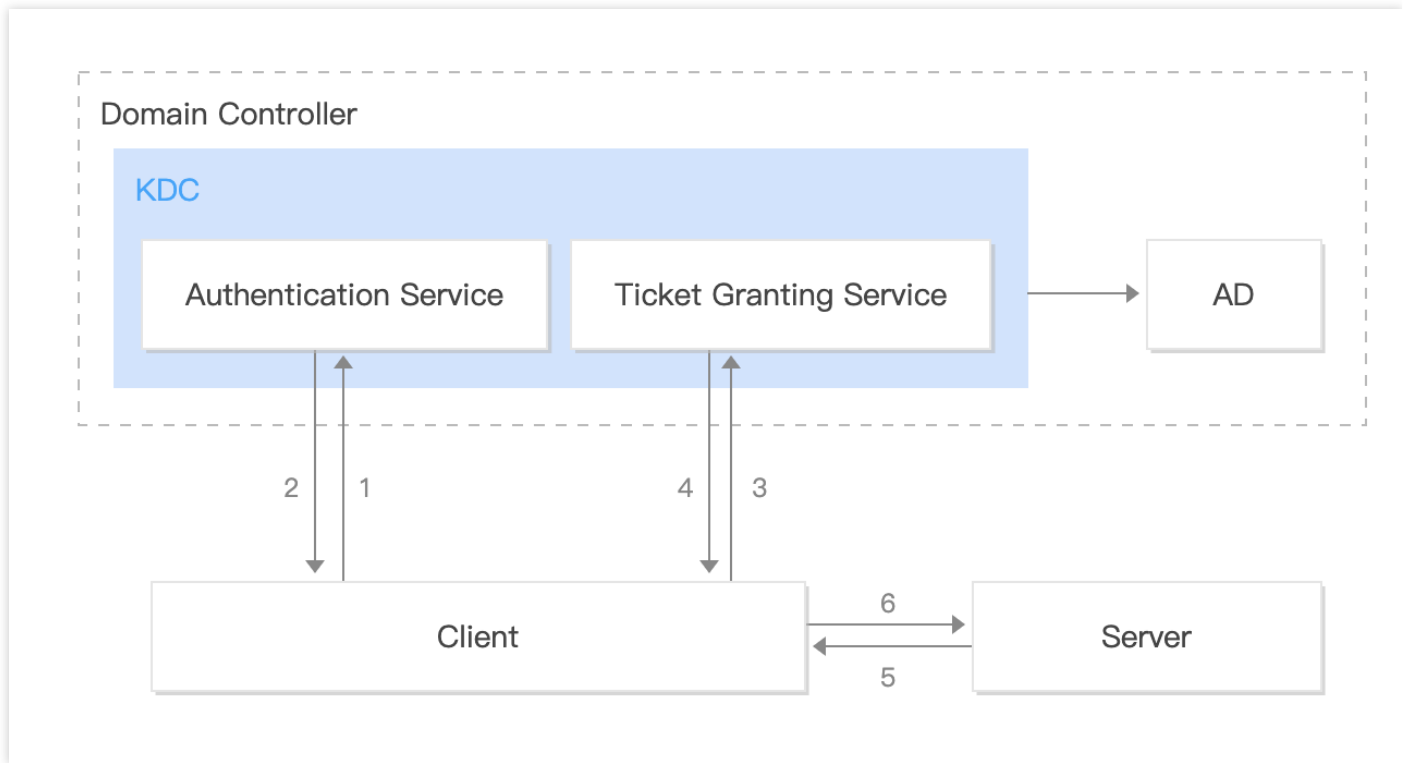 Domain Controller
KDC
Authentication Service
Ticket Granting Service
AD
2
1
4
3
Client
6
5
Server